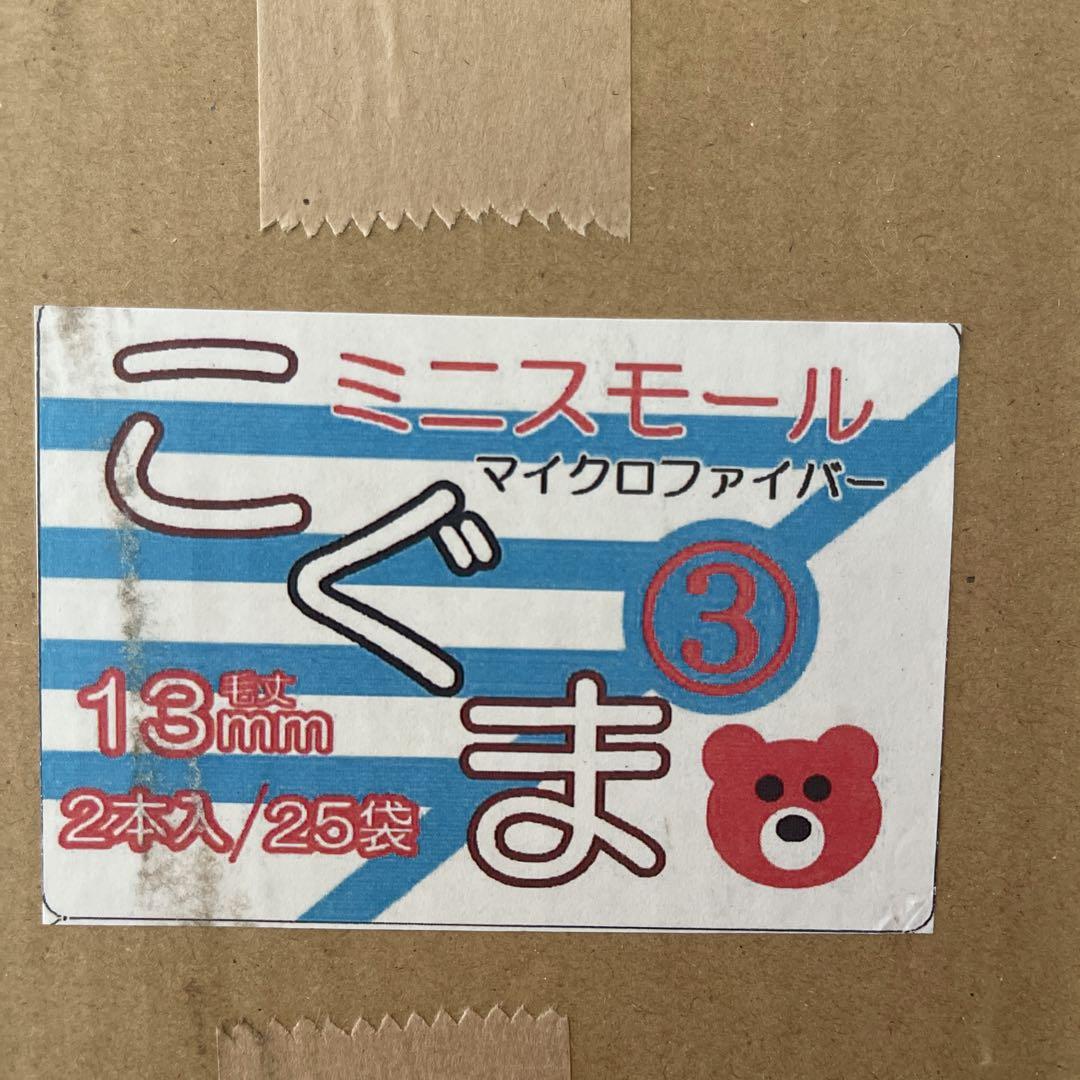 こぐま
ミニスモール
マイクロファイバー
③
毛丈
13mm
2本入/25袋